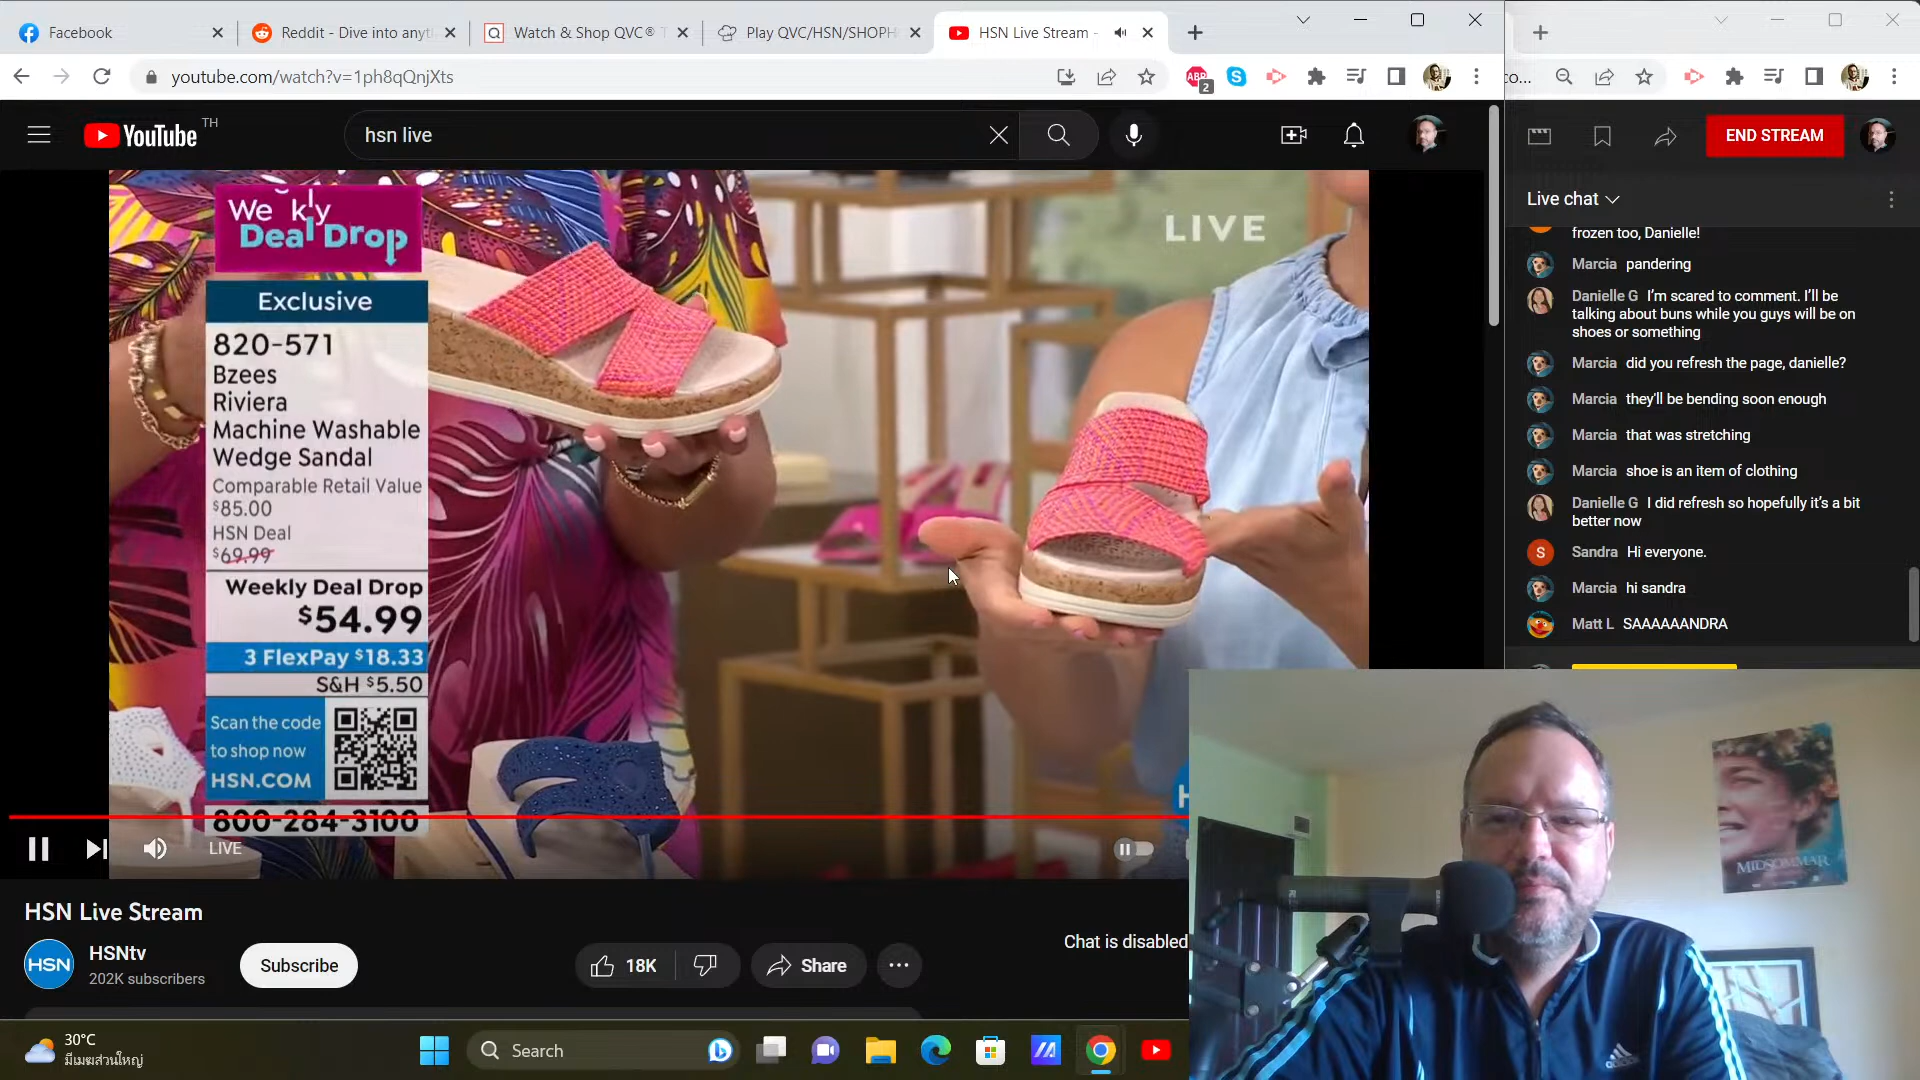 Facebook
Reddit - Dive into anyt
Watch & Shop QVC® T
Play QVC/HSN/SHOPH
HSN Live Stream -
youtube.com/watch?v=1ph8qQnjXts
ABP
2
co...
YouTube
TH
hsn live
END STREAM
Live chat
Weekly
Deal Drop
LIVE
Exclusive
820-571
Bzees
Riviera
Machine Washable
Wedge Sandal
Comparable Retail Value
$85.00
HSN Deal
$69.99
Weekly Deal Drop
$54.99
3 FlexPay $18.33
S&H $5.50
Scan the code
to shop now
HSN.COM
800-284-3100
frozen too, Danielle!
Marcia pandering
Danielle G I'm scared to comment. I'll be
talking about buns while you guys will be on
shoes or something
Marcia did you refresh the page, danielle?
Marcia they'll be bending soon enough
Marcia that was stretching
Marcia shoe is an item of clothing
Danielle G I did refresh so hopefully it's a bit
better now
S
Sandra Hi everyone.
Marcia hi sandra
Matt L SAAAAAANDRA
LIVE
HSN Live Stream
HSN
HSNtv
202K subscribers
Subscribe
18K
Share
Chat is disabled
MIDSOMMAR
adidas
30°C
มีเมฆส่วนใหญ่
Search